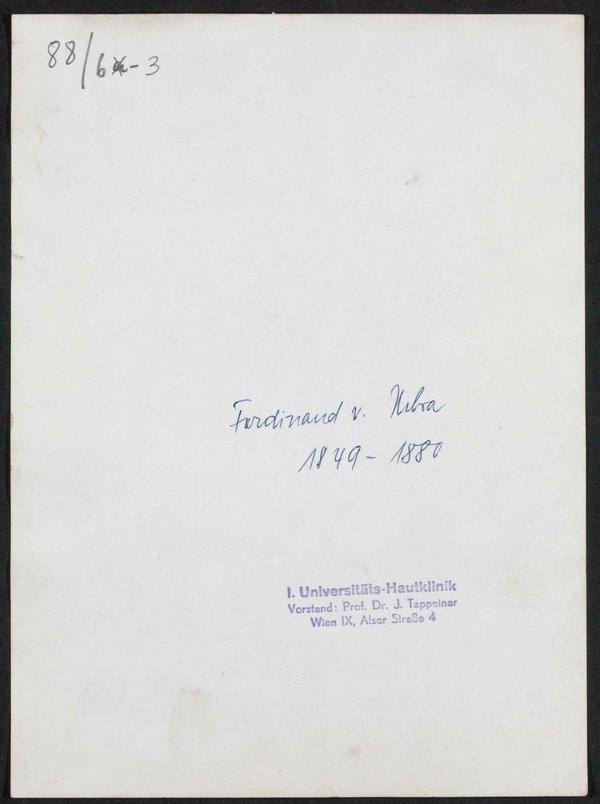 88/6-3
Ferdinand v. Hebra
1849-1880
I. Universitäts-Hautklinik
Vorstand: Prof. Dr. J. Tappeiner
Wien IX, Alser Straße 4